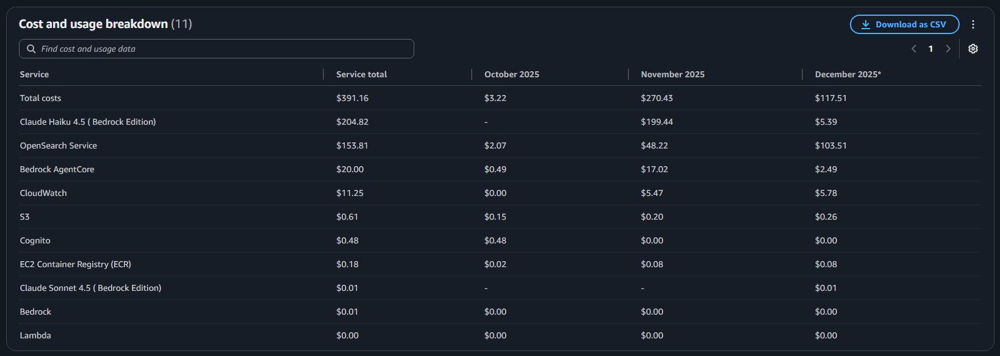 Cost and usage breakdown (11)
Download as CSV
Find cost and usage data
1
Service Service total October 2025 November 2025 December 2025*
Total costs $391.16 $3.22 $270.43 $117.51
Claude Haiku 4.5 ( Bedrock Edition) $204.82 - $199.44 $5.39
OpenSearch Service $153.81 $2.07 $48.22 $103.51
Bedrock AgentCore $20.00 $0.49 $17.02 $2.49
CloudWatch $11.25 $0.00 $5.47 $5.78
S3 $0.61 $0.15 $0.20 $0.26
Cognito $0.48 $0.48 $0.00 $0.00
EC2 Container Registry (ECR) $0.18 $0.02 $0.08 $0.08
Claude Sonnet 4.5 ( Bedrock Edition) $0.01 - - $0.01
Bedrock $0.01 $0.00 $0.00 $0.00
Lambda $0.00 $0.00 $0.00 $0.00